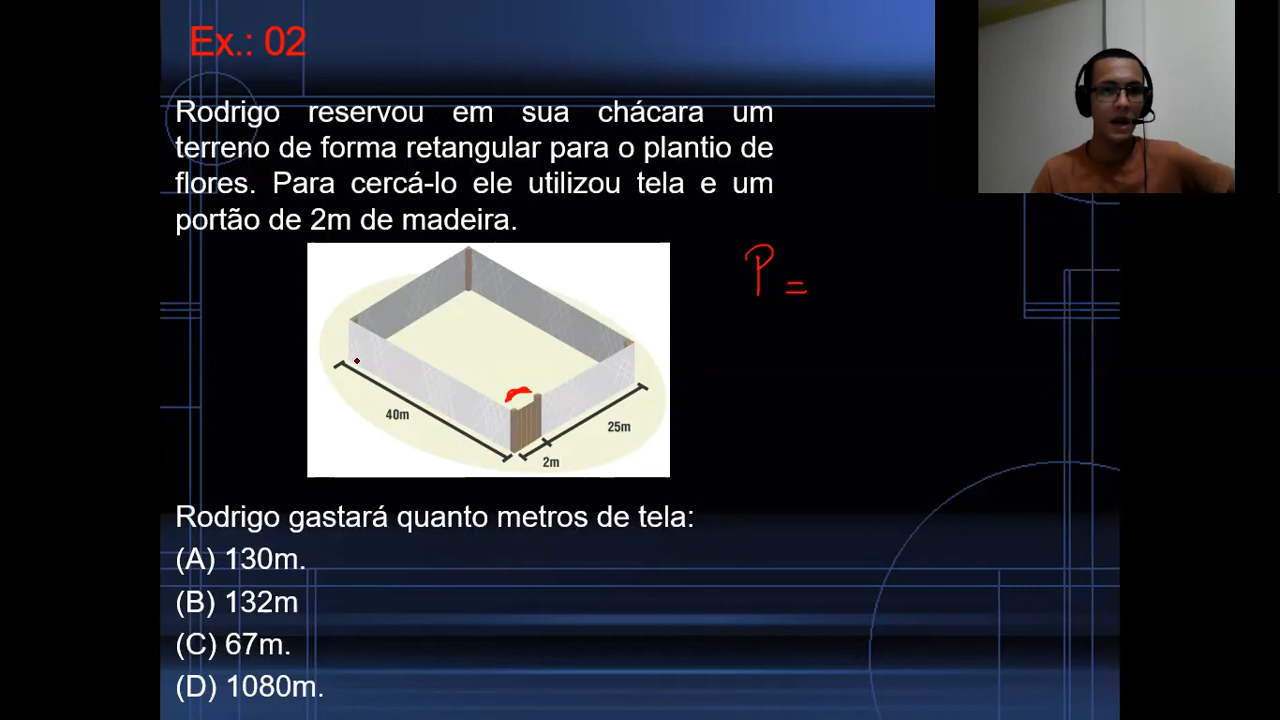 Ex.: 02
Rodrigo reservou em sua chácara um
terreno de forma retangular para o plantio de
flores. Para cercá-lo ele utilizou tela e um
portão de 2m de madeira.
P =
40m
25m
2m
Rodrigo gastará quanto metros de tela:
(A) 130m.
(B) 132m
(C) 67m.
(D) 1080m.